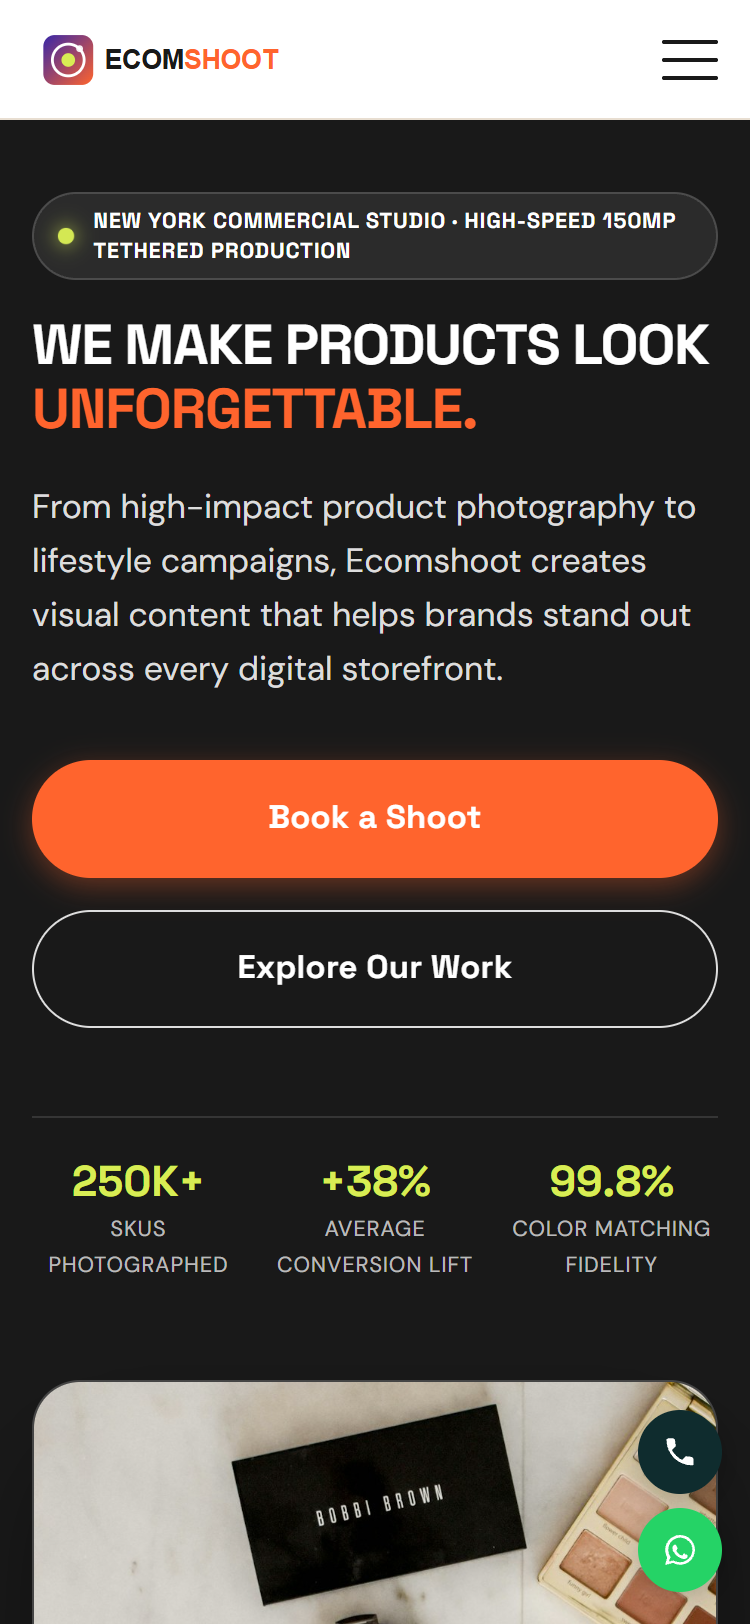 ECOMSHOOT
NEW YORK COMMERCIAL STUDIO · HIGH-SPEED 150MP
TETHERED PRODUCTION
WE MAKE PRODUCTS LOOK
UNFORGETTABLE.
From high-impact product photography to
lifestyle campaigns, Ecomshoot creates
visual content that helps brands stand out
across every digital storefront.
Book a Shoot
Explore Our Work
250K+
SKUS
PHOTOGRAPHED
+38%
AVERAGE
CONVERSION LIFT
99.8%
COLOR MATCHING
FIDELITY
BOBBI BROWN